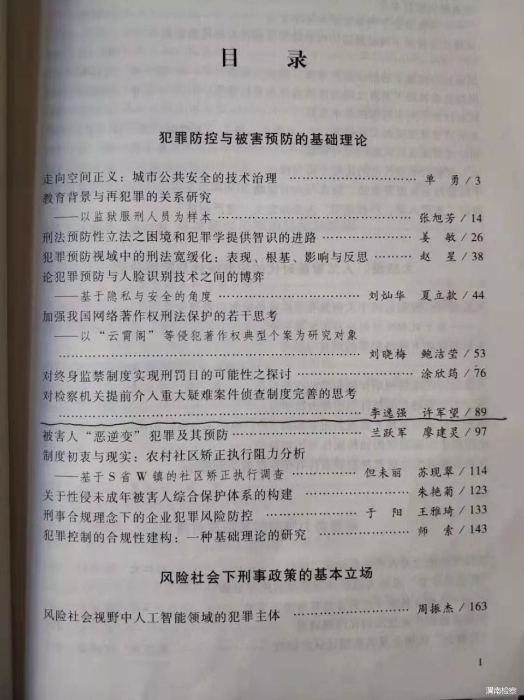 目 录
犯罪防控与被害预防的基础理论
走向空间正义：城市公共安全的技术治理 …………………… 单 勇 / 3
教育背景与再犯罪的关系研究
——以监狱服刑人员为样本 …………………… 张旭芳 / 14
刑法预防性立法之困境和犯罪学提供智识的进路 …………… 姜 敏 / 26
犯罪预防视域中的刑法宽缓化：表现、根基、影响与反思 …… 赵 星 / 38
论犯罪预防与人脸识别技术之间的博弈
——基于隐私与安全的角度 …………………… 刘灿华 夏立款 / 44
加强我国网络著作权刑法保护的若干思考
——以“云霄阁”等侵犯著作权典型个案为研究对象
…………………… 刘晓梅 鲍洁莹 / 53
对终身监禁制度实现刑罚目的可能性之探讨 …………………… 涂欣筠 / 76
对检察机关提前介入重大疑难案件侦查制度完善的思考
…………………… 李逸强 许军望 / 89
被害人“恶逆变”犯罪及其预防 …………………… 兰跃军 廖建灵 / 97
制度初衷与现实：农村社区矫正执行阻力分析
——基于S省W镇的社区矫正执行调查 …………… 但未丽 苏现翠 / 114
关于性侵未成年被害人综合保护体系的构建 …………………… 朱艳菊 / 123
刑事合规理念下的企业犯罪风险防控 …………… 于 阳 王雅琦 / 133
犯罪控制的合规性建构：一种基础理论的研究 …………………… 师 索 / 143
风险社会下刑事政策的基本立场
风险社会视野中人工智能领域的犯罪主体 …………………… 周振杰 / 163
1
渭南检察